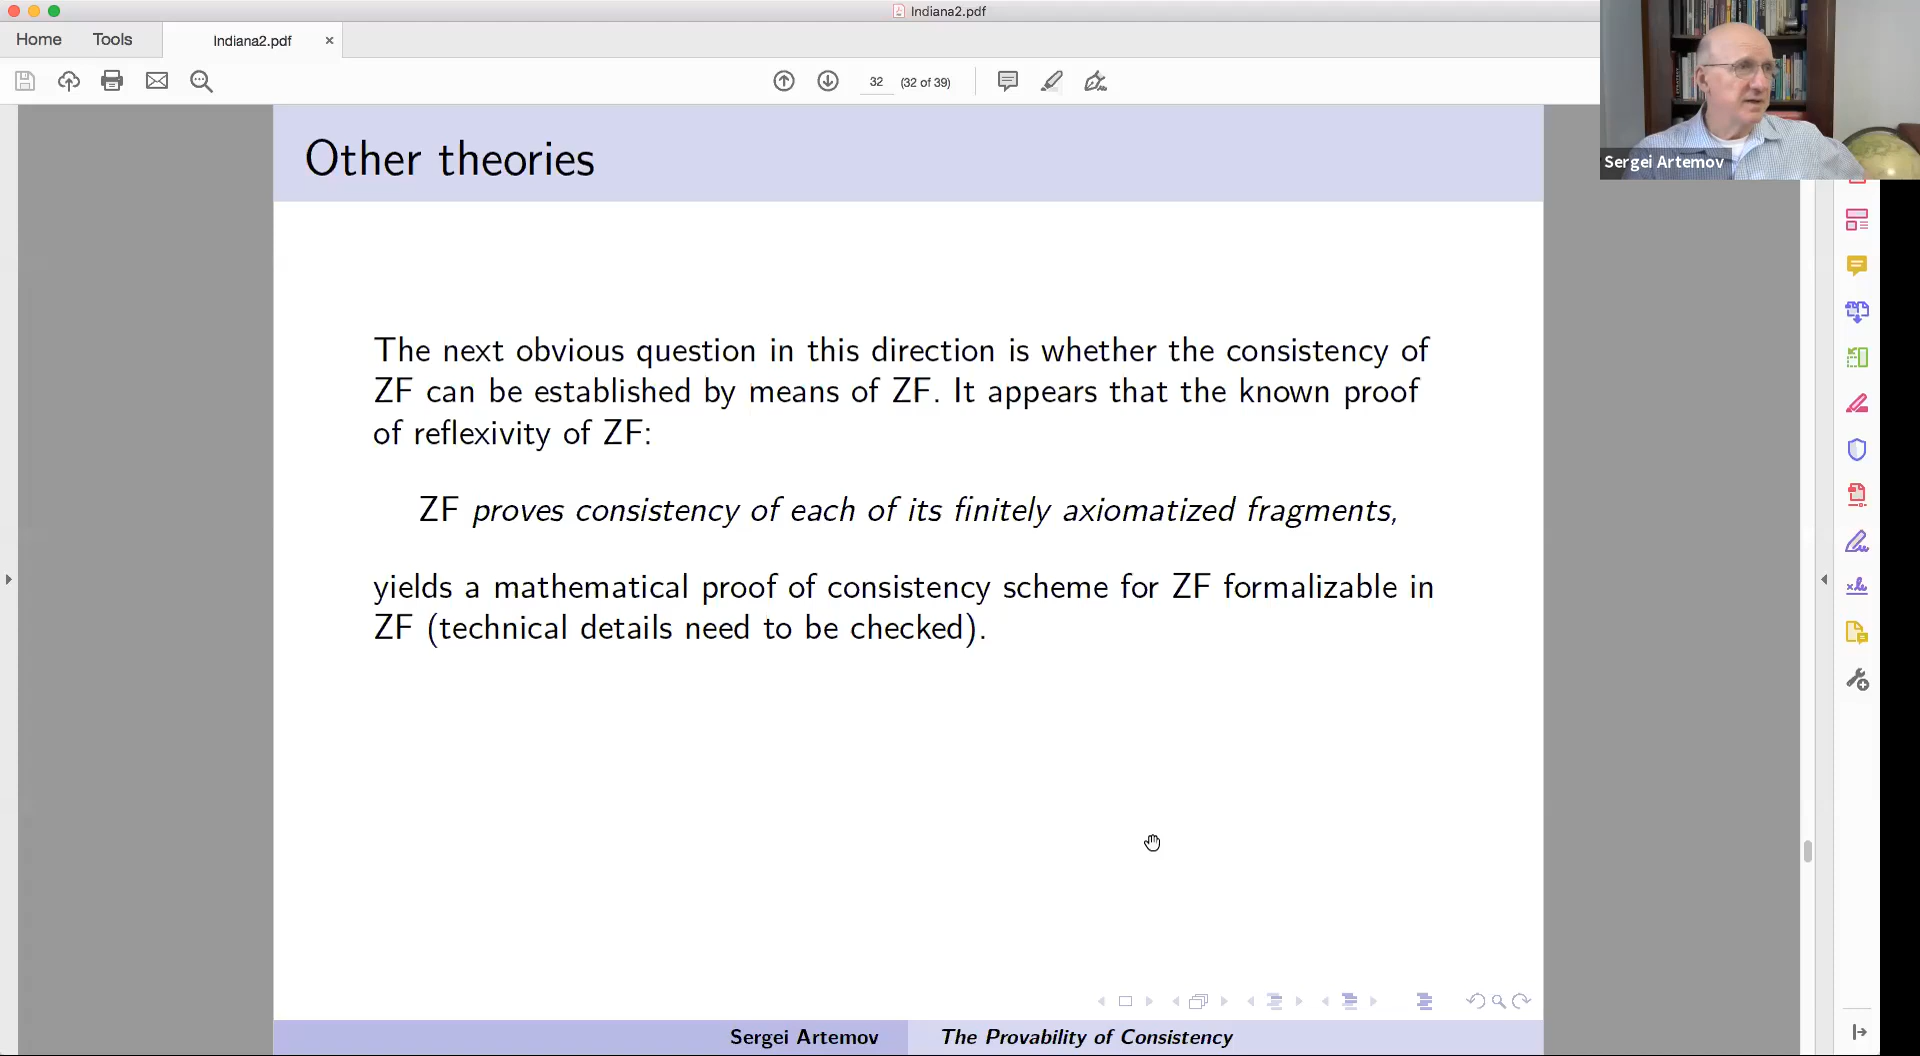 Indiana2.pdf
Home Tools Indiana2.pdf ×
32 (32 of 39)
Sergei Artemov
Other theories
The next obvious question in this direction is whether the consistency of
ZF can be established by means of ZF. It appears that the known proof
of reflexivity of ZF:
ZF proves consistency of each of its finitely axiomatized fragments,
yields a mathematical proof of consistency scheme for ZF formalizable in
ZF (technical details need to be checked).
Sergei Artemov The Provability of Consistency